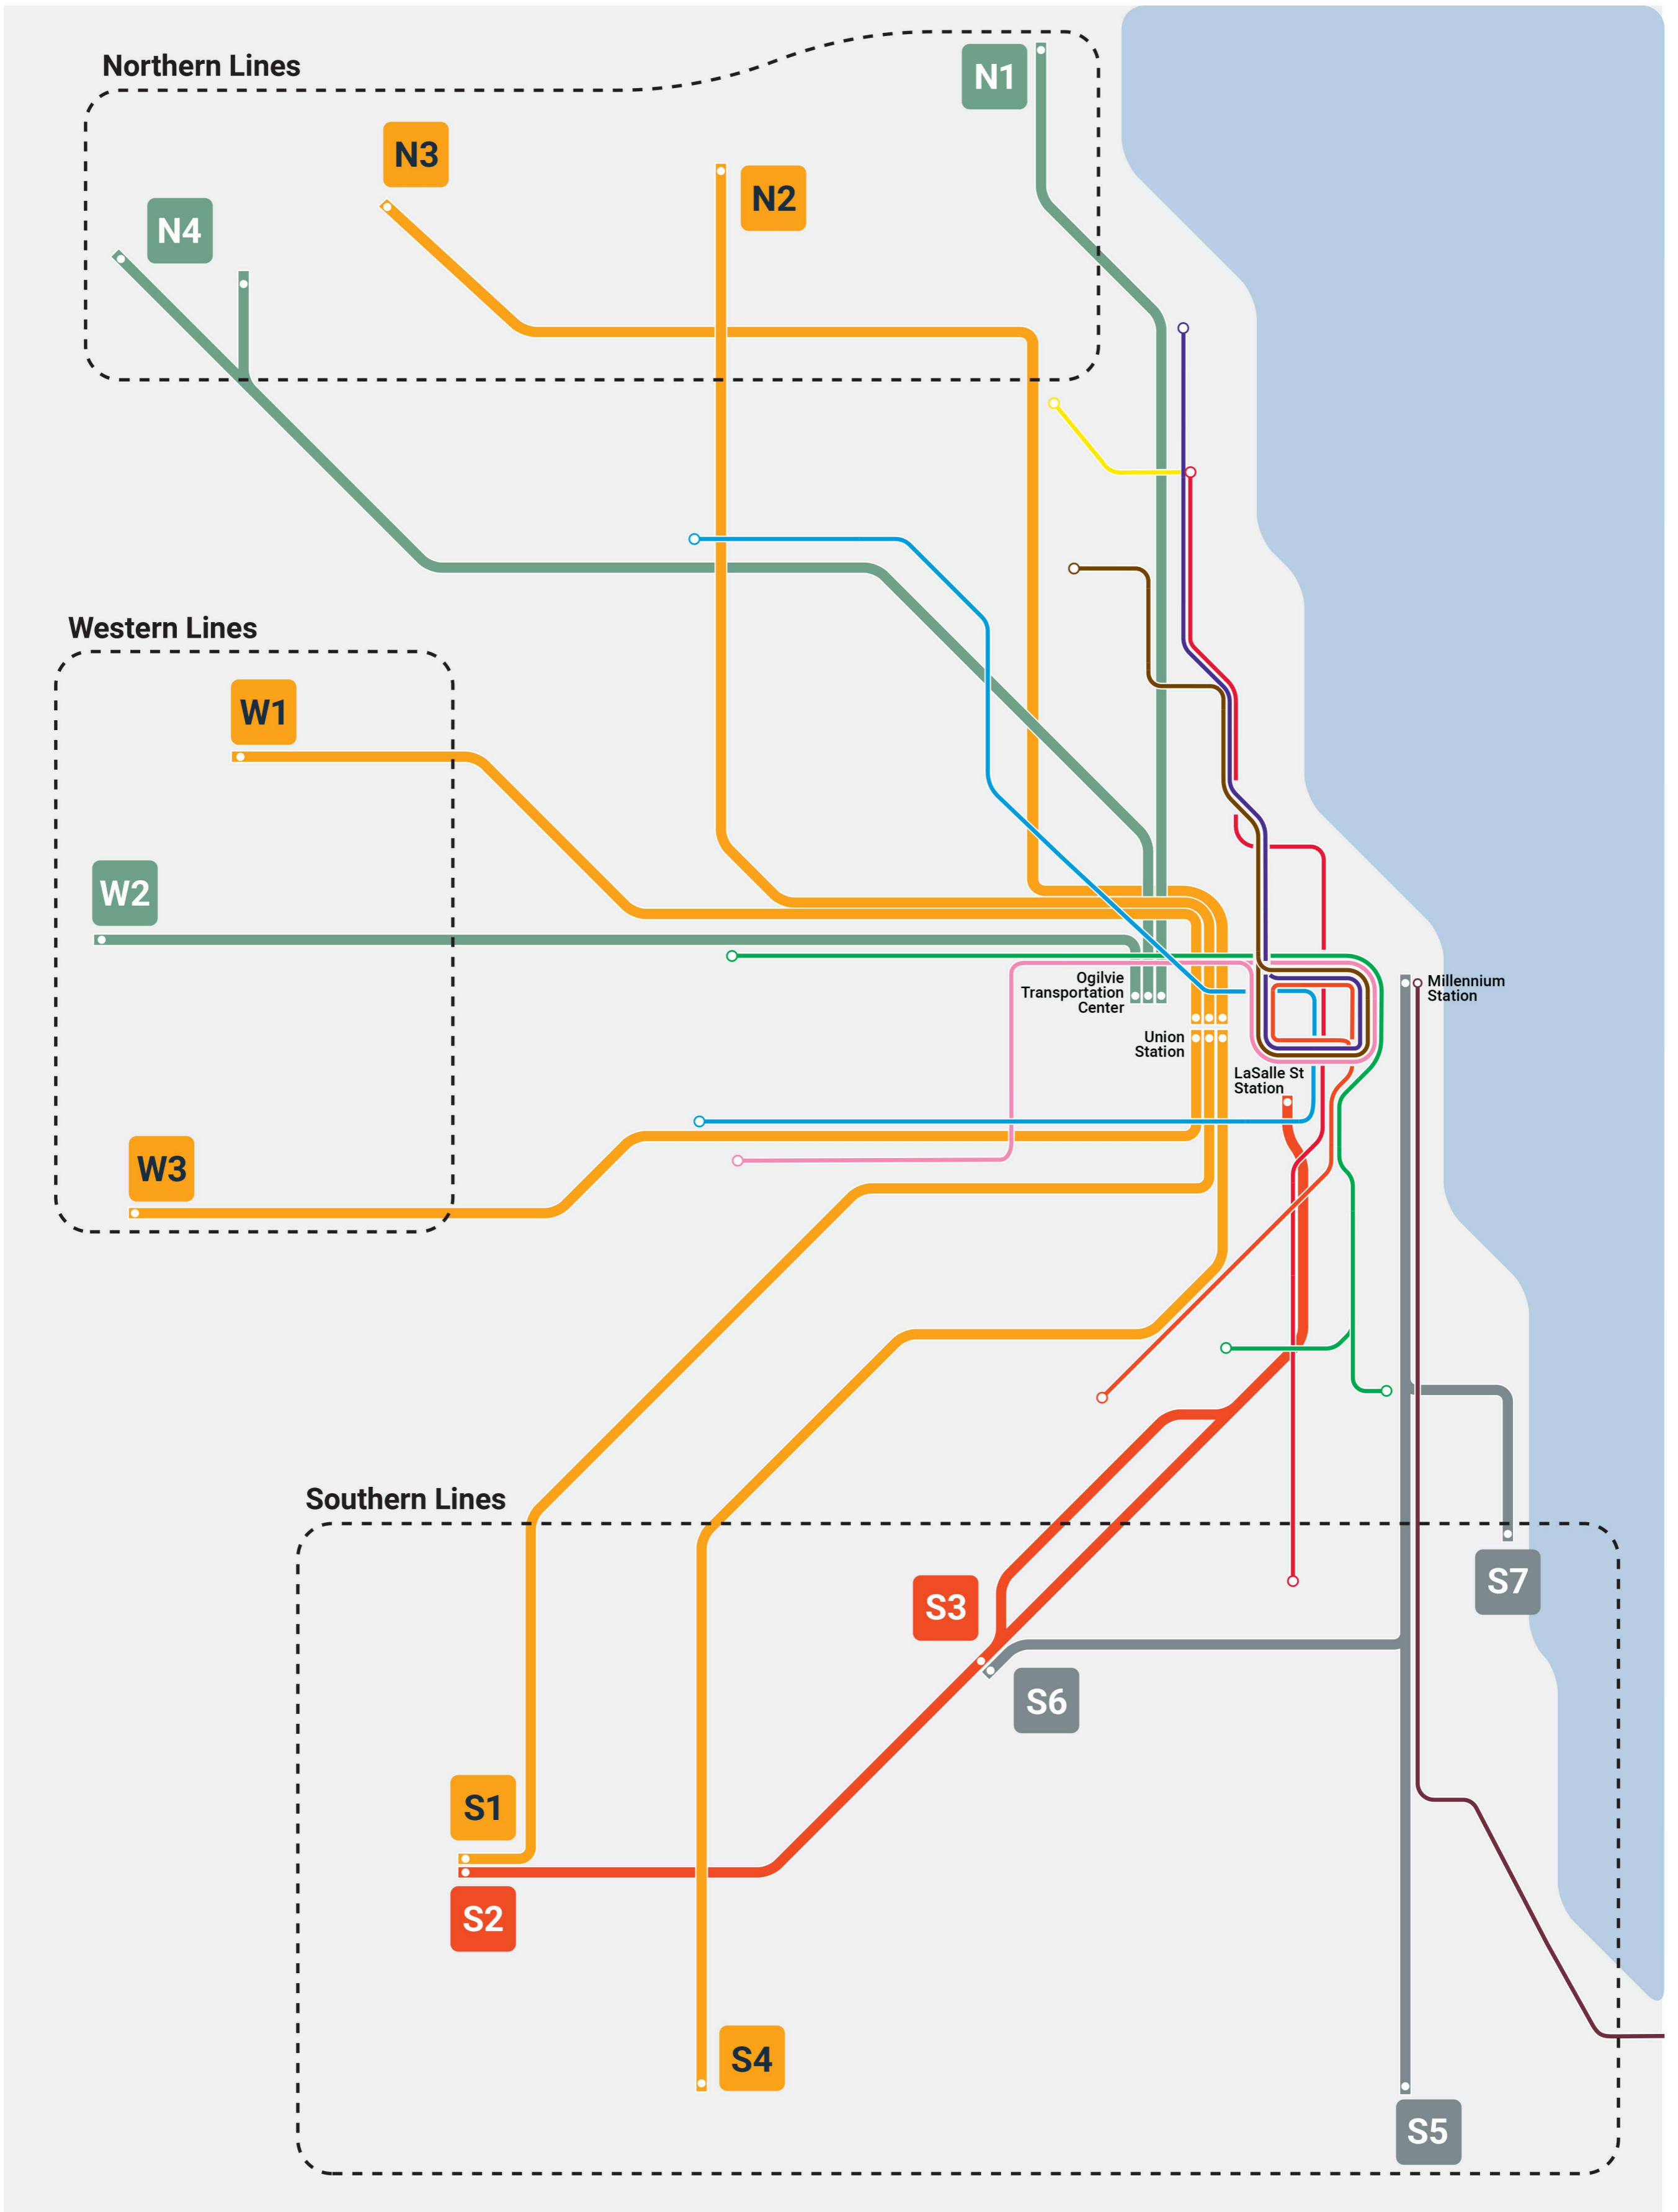 Northern Lines
N1
N3
N2
N4
Western Lines
W1
W2
Ogilvie
Transportation
Center
Millennium
Station
Union
Station
LaSalle St
Station
W3
Southern Lines
S7
S3
S6
S1
S2
S4
S5